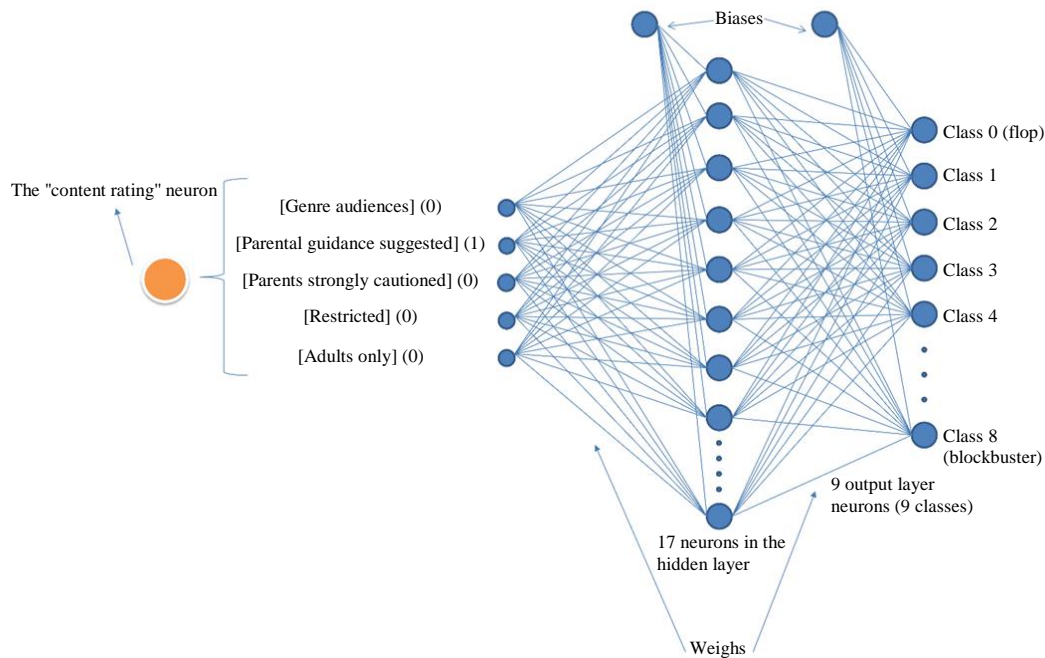 Biases
The "content rating" neuron
[Genre audiences] (0)
[Parental guidance suggested] (1)
[Parents strongly cautioned] (0)
[Restricted] (0)
[Adults only] (0)
Class 0 (flop)
Class 1
Class 2
Class 3
Class 4
Class 8
(blockbuster)
9 output layer
neurons (9 classes)
17 neurons in the
hidden layer
Weighs